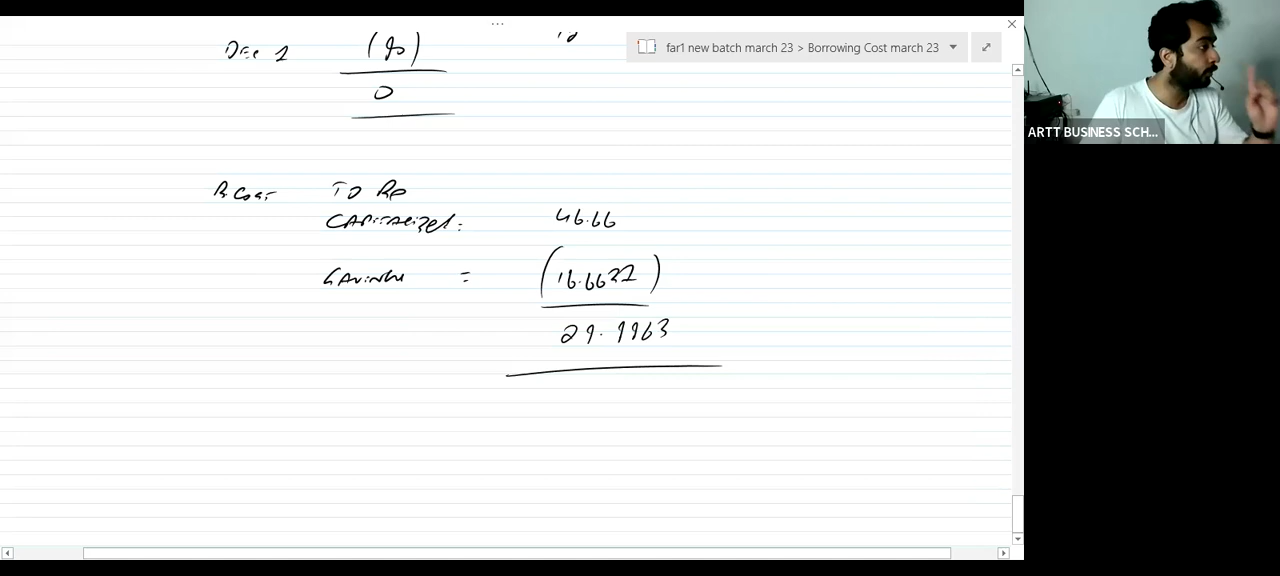 far1 new batch march 23 > Borrowing Cost march 23
Dec 1 (90)
0
B Cost TO Be
CAPITALIZED = 46.66
= (16.6637)
29.9963
ARTT BUSINESS SCH...